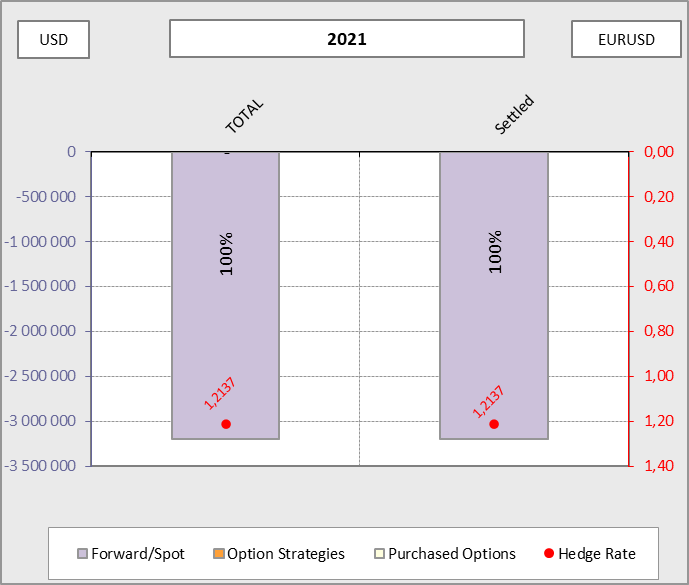 USD 2021 EURUSD
TOTAL Settled
0 0,00
-500 000 0,20
-1 000 000 100% 100% 0,40
-1 500 000 0,60
-2 000 000 0,80
-2 500 000 1,00
1,2137 1,2137
-3 000 000 1,20
-3 500 000 1,40
Forward/Spot Option Strategies Purchased Options Hedge Rate